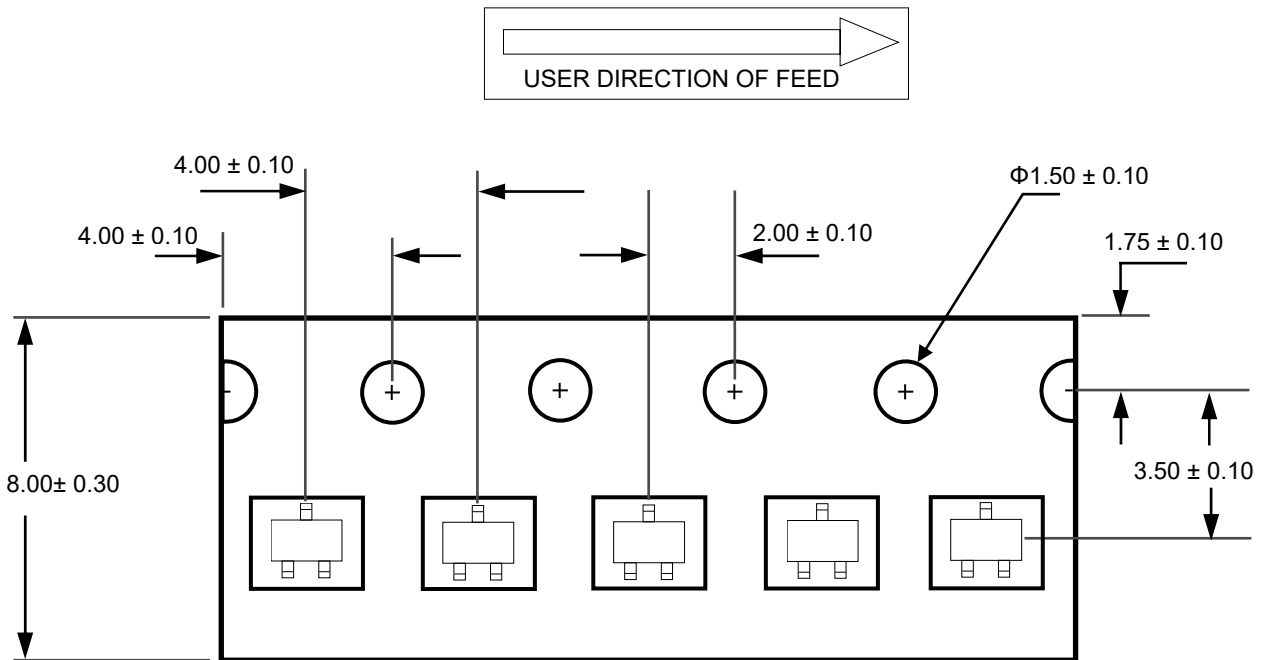 USER DIRECTION OF FEED
4.00 ± 0.10
Φ1.50 ± 0.10
4.00 ± 0.10
2.00 ± 0.10
1.75 ± 0.10
8.00± 0.30
3.50 ± 0.10